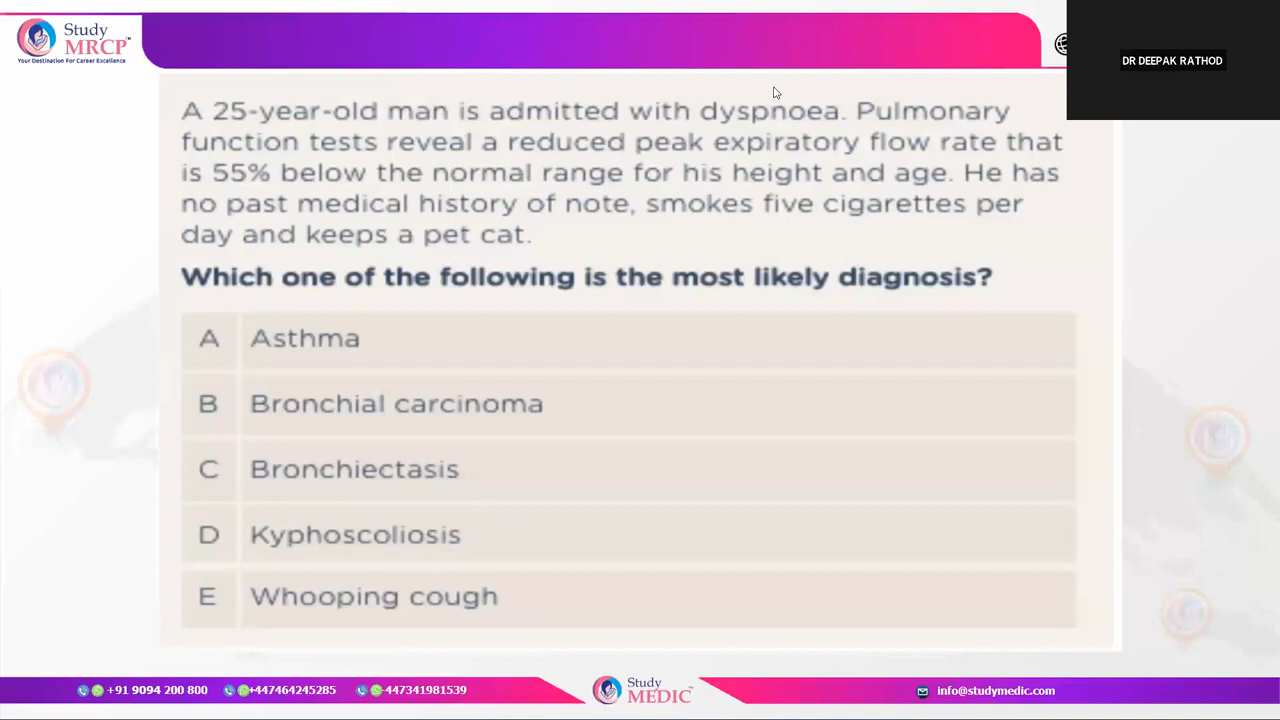 Study
MRCP™
Your Destination For Career Excellence
DR DEEPAK RATHOD
A 25-year-old man is admitted with dyspnoea. Pulmonary
function tests reveal a reduced peak expiratory flow rate that
is 55% below the normal range for his height and age. He has
no past medical history of note, smokes five cigarettes per
day and keeps a pet cat.
Which one of the following is the most likely diagnosis?
A Asthma
B Bronchial carcinoma
C Bronchiectasis
D Kyphoscoliosis
E Whooping cough
+91 9094 200 800
+447464245285
447341981539
Study
MEDIC™
info@studymedic.com